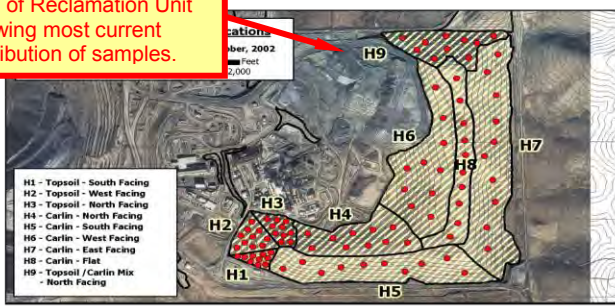 of Reclamation Unit
wing most current
ribution of samples.
cations
ober, 2002
Feet
2,000
H9
H6
H7
H8
H3
H4
H2
H1
H5
H1 - Topsoil - South Facing
H2 - Topsoil - West Facing
H3 - Topsoil - North Facing
H4 - Carlin - North Facing
H5 - Carlin - South Facing
H6 - Carlin - West Facing
H7 - Carlin - East Facing
H8 - Carlin - Flat
H9 - Topsoil /Carlin Mix
- North Facing